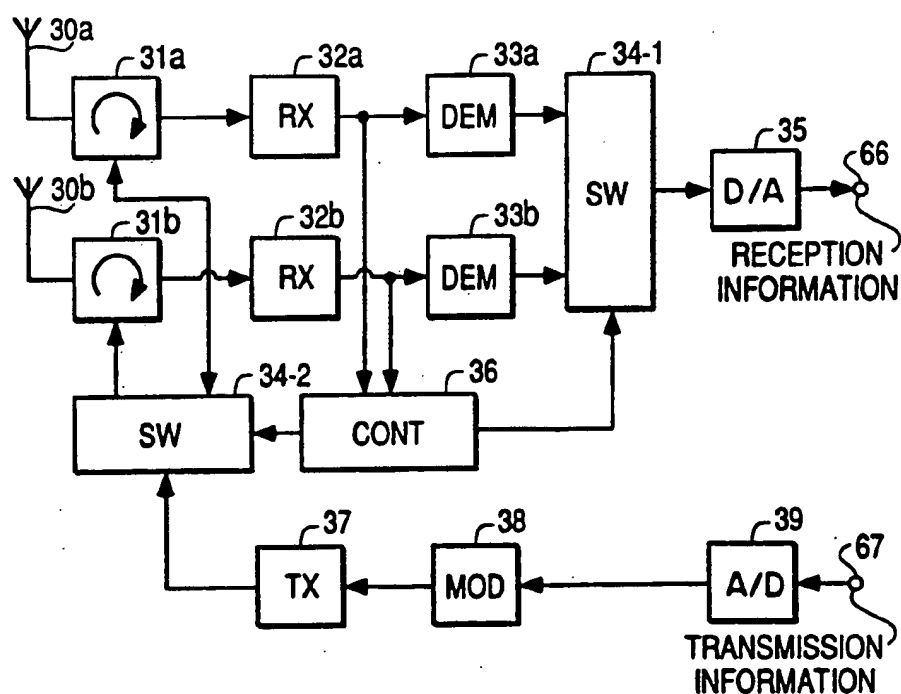 30a
31a
32a
33a
34-1
RX
DEM
35
66
30b
31b
32b
33b
SW
D/A
RX
DEM
RECEPTION
INFORMATION
34-2
36
SW
CONT
37
38
39
67
TX
MOD
A/D
TRANSMISSION
INFORMATION